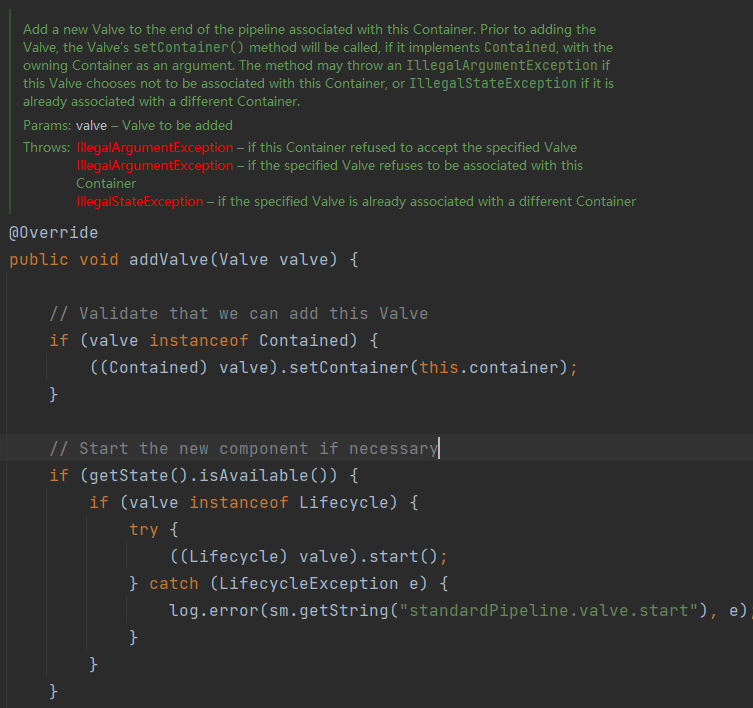 Add a new Valve to the end of the pipeline associated with this Container. Prior to adding the
Valve, the Valve's setContainer() method will be called, if it implements Contained, with the
owning Container as an argument. The method may throw an IllegalArgumentException if
this Valve chooses not to be associated with this Container, or IllegalStateException if it is
already associated with a different Container.
Params: valve – Valve to be added
Throws: IllegalArgumentException – if this Container refused to accept the specified Valve
IllegalArgumentException – if the specified Valve refuses to be associated with this
Container
IllegalStateException – if the specified Valve is already associated with a different Container
@Override
public void addValve(Valve valve) {
// Validate that we can add this Valve
if (valve instanceof Contained) {
((Contained) valve).setContainer(this.container);
}
// Start the new component if necessary
if (getState().isAvailable()) {
if (valve instanceof Lifecycle) {
try {
((Lifecycle) valve).start();
} catch (LifecycleException e) {
log.error(sm.getString("standardPipeline.valve.start"), e);
}
}
}